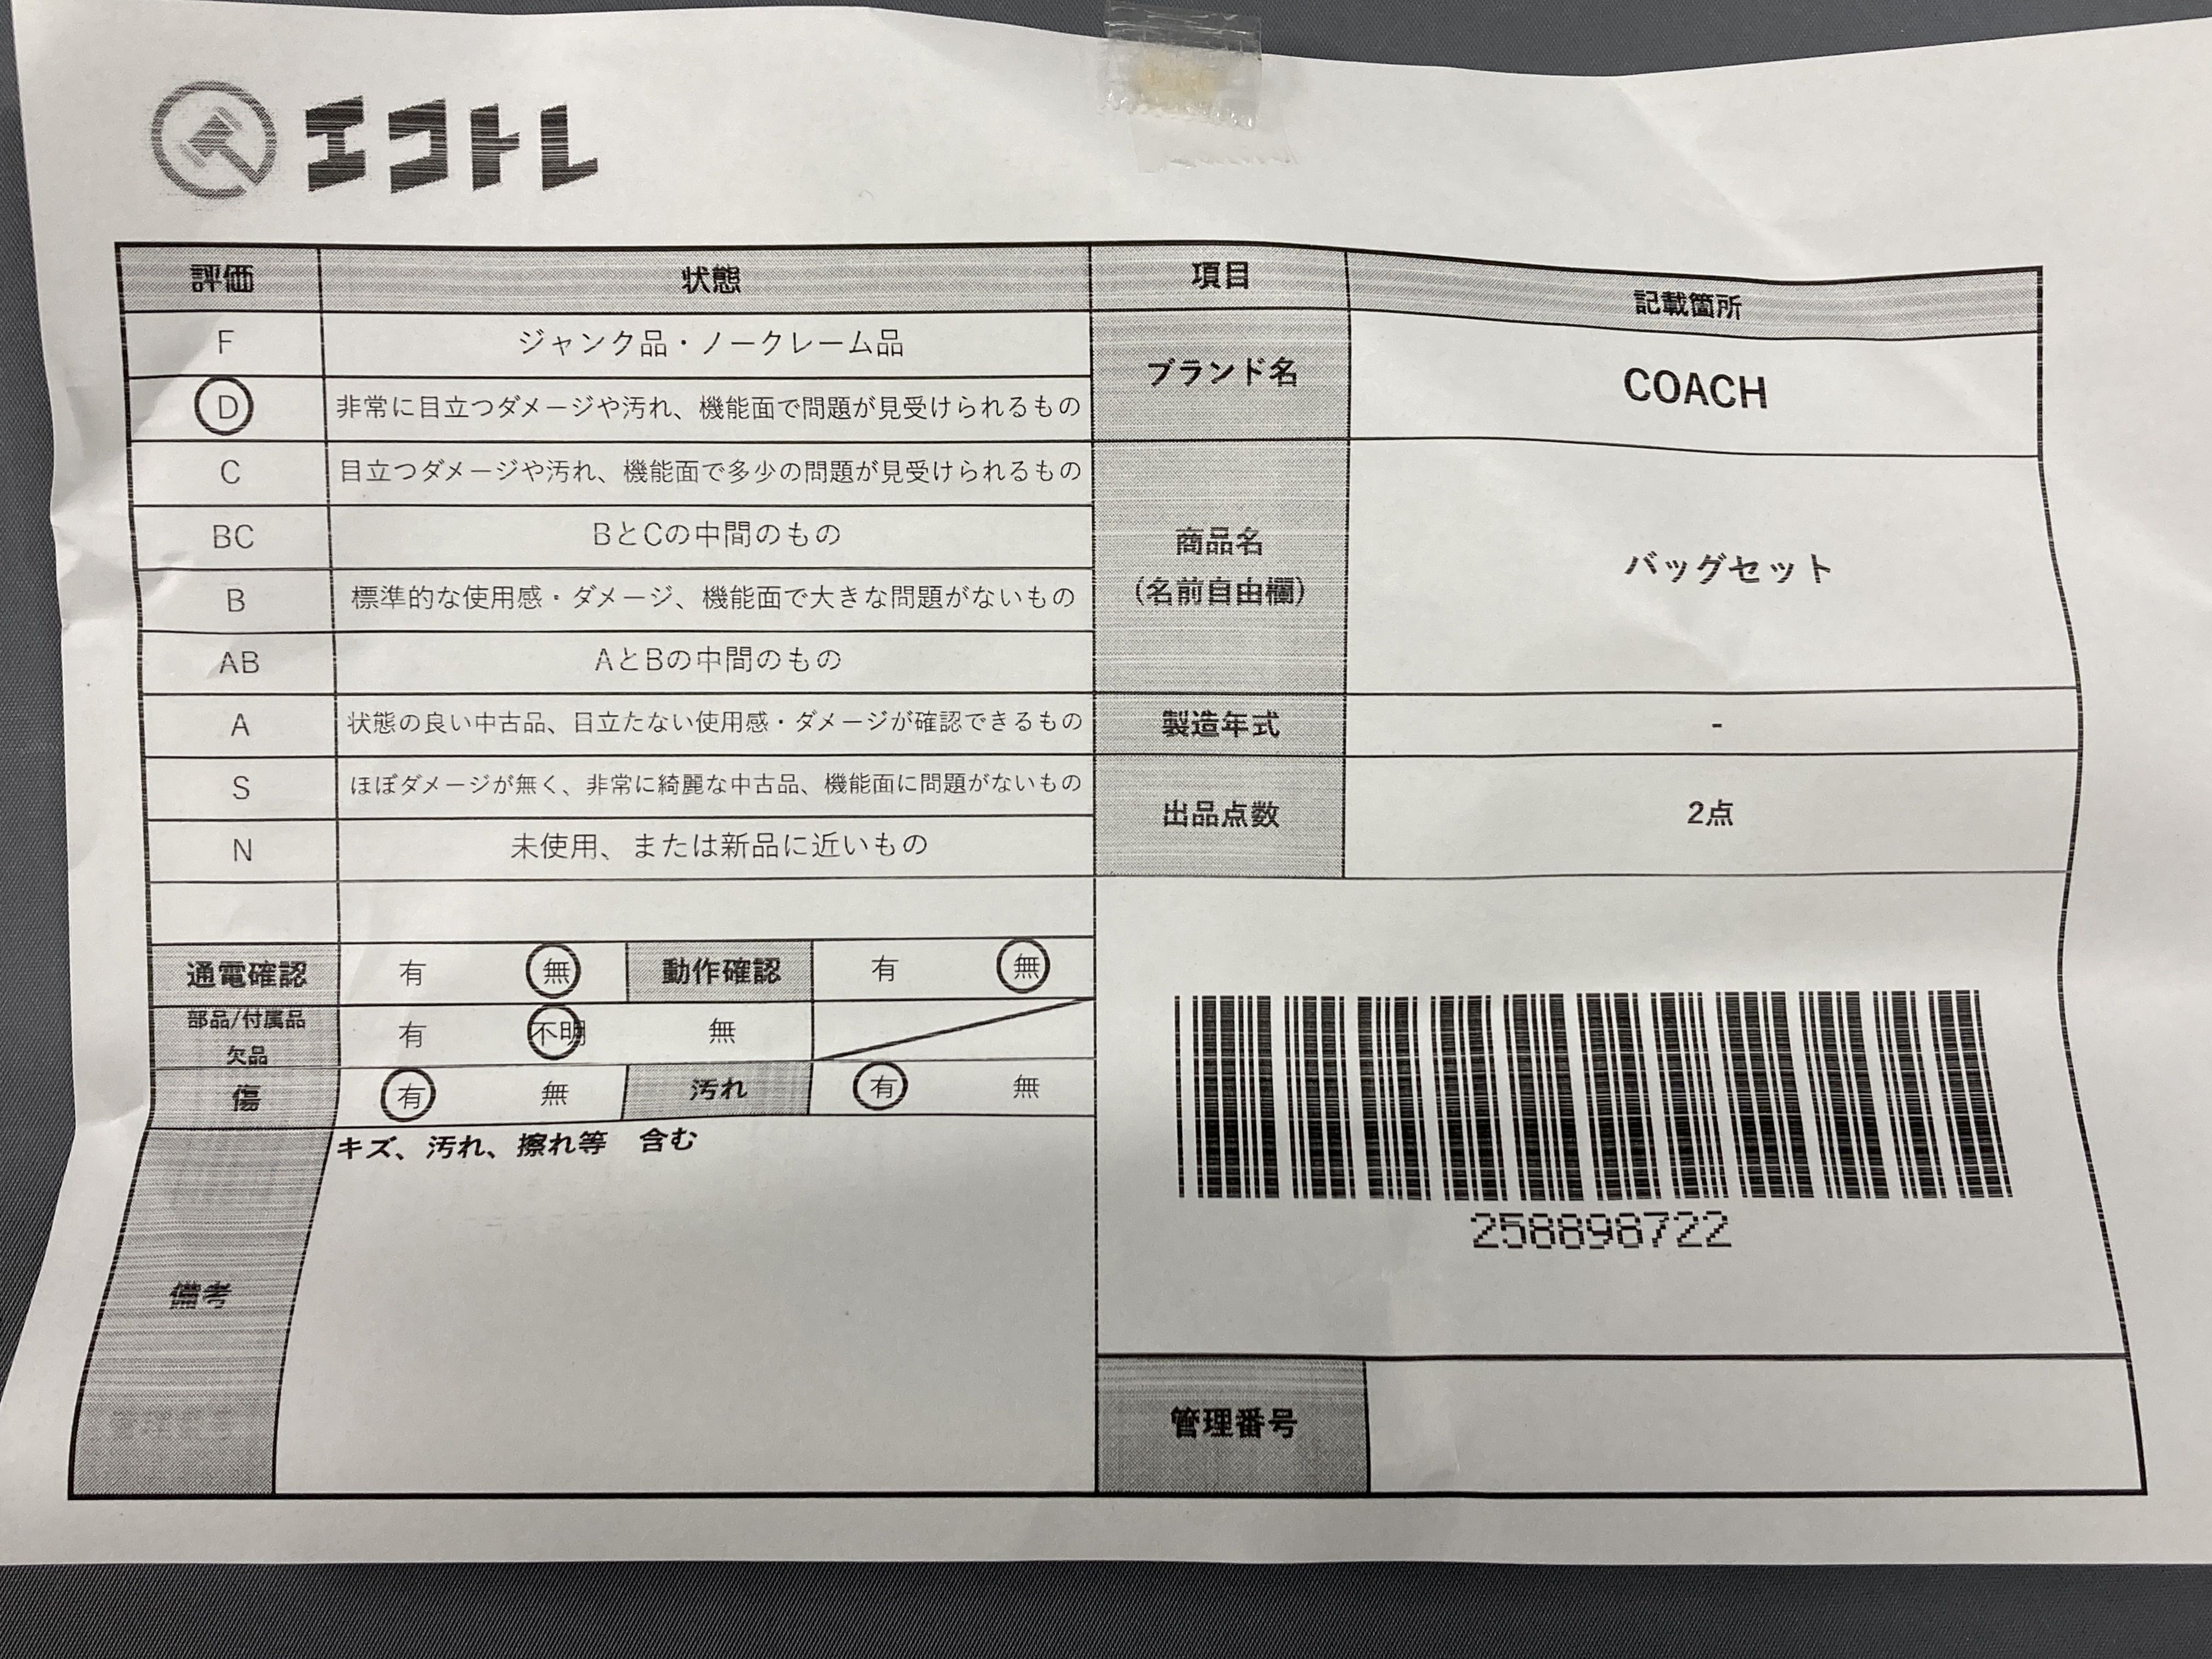 エコトレ
評価 状態 項目 記載箇所
F ジャンク品・ノークレーム品
ブランド名 COACH
D 非常に目立つダメージや汚れ、機能面で問題が見受けられるもの
C 目立つダメージや汚れ、機能面で多少の問題が見受けられるもの
BC BとCの中間のもの
商品名
(名前自由欄)
バッグセット
B 標準的な使用感・ダメージ、機能面で大きな問題がないもの
AB AとBの中間のもの
A 状態の良い中古品、目立たない使用感・ダメージが確認できるもの
製造年式 -
S ほぼダメージが無く、非常に綺麗な中古品、機能面に問題がないもの
出品点数 2点
N 未使用、または新品に近いもの
通電確認 有 無 動作確認 有 無
部品/付属品
欠品
有 不明 無
傷 有 無 汚れ 有 無
備考
キズ、汚れ、擦れ等　含む
258898722
管理番号
管理番号